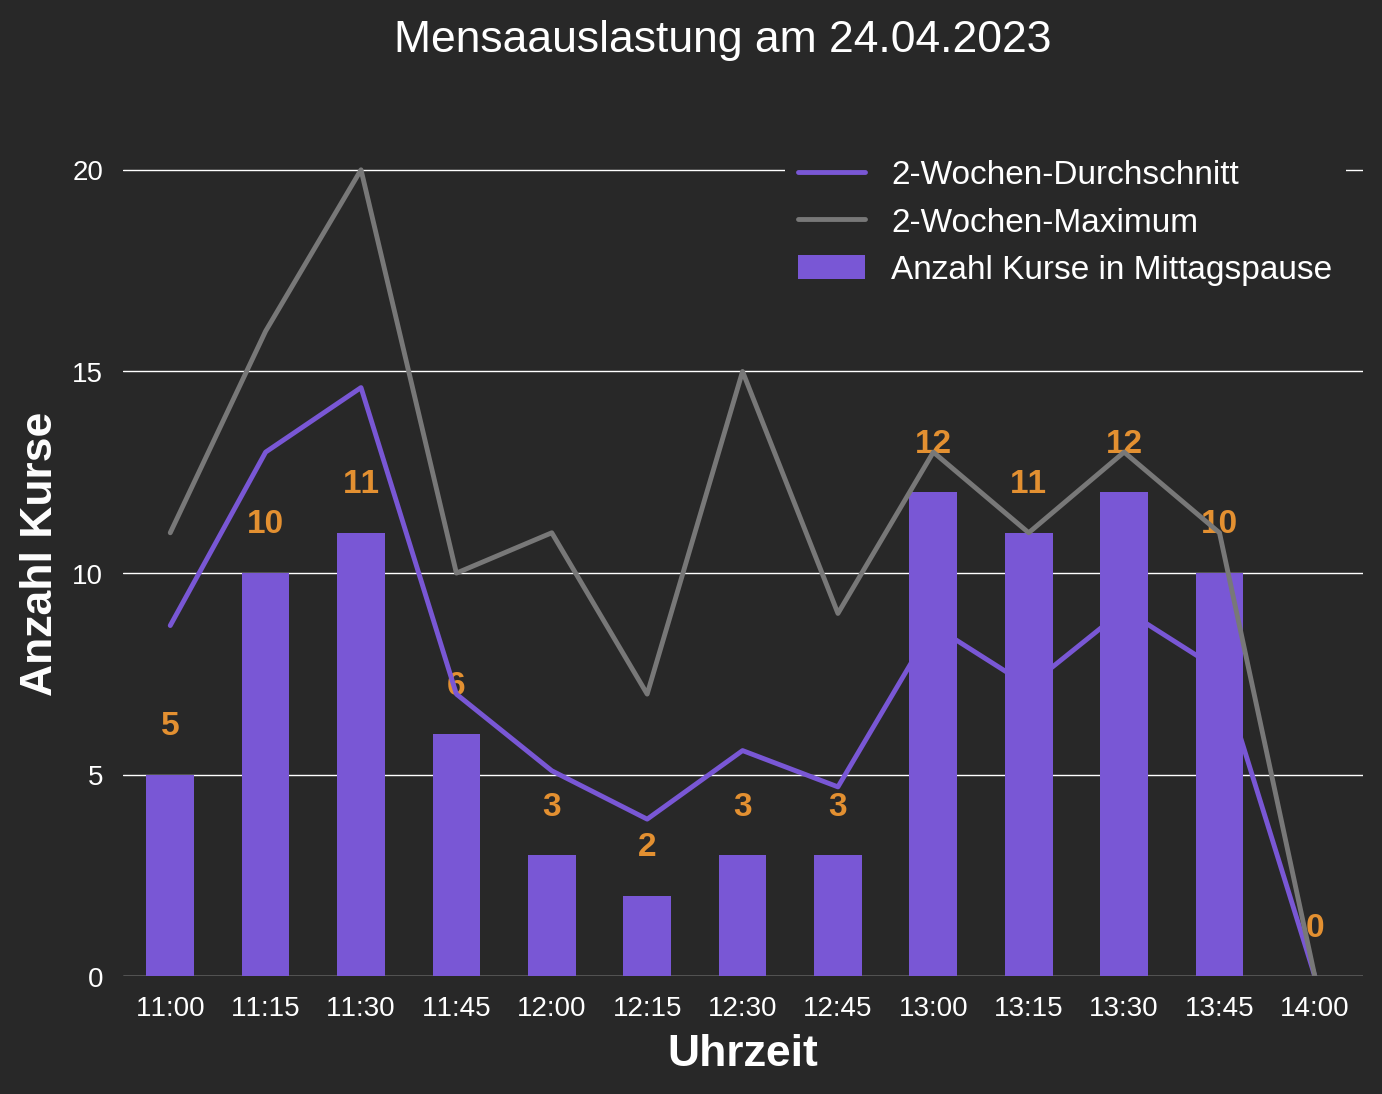 Mensaauslastung am 24.04.2023
2-Wochen-Durchschnitt
2-Wochen-Maximum
Anzahl Kurse in Mittagspause
Anzahl Kurse
20
15
10
5
0
5
10
11
6
3
2
3
3
12
11
12
10
0
11:00 11:15 11:30 11:45 12:00 12:15 12:30 12:45 13:00 13:15 13:30 13:45 14:00
Uhrzeit